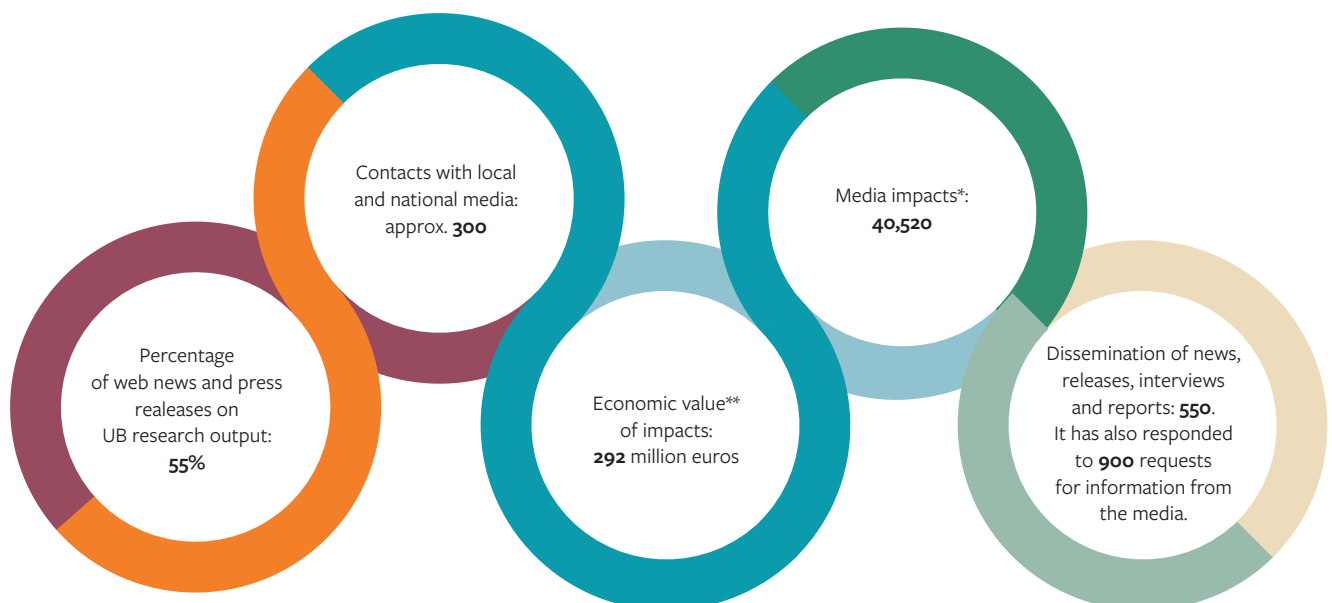 Percentage
of web news and press
realeases on
UB research output:
55%
Contacts with local
and national media:
approx. 300
Economic value**
of impacts:
292 million euros
Media impacts*:
40,520
Dissemination of news,
releases, interviews
and reports: 550.
It has also responded
to 900 requests
for information from
the media.